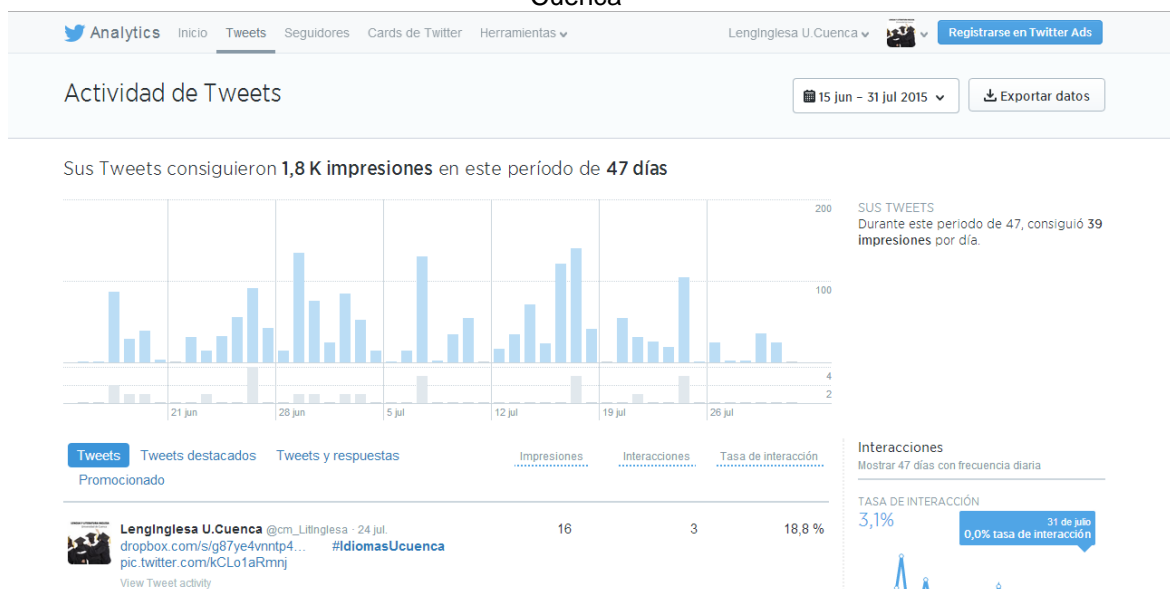 Cuenca
Analytics Inicio Tweets Seguidores Cards de Twitter Herramientas LengInglesa U.Cuenca Registrarse en Twitter Ads
Actividad de Tweets 15 jun – 31 jul 2015 Exportar datos
Sus Tweets consiguieron 1,8 K impresiones en este período de 47 días
200
100
4
2
21 jun 28 jun 5 jul 12 jul 19 jul 26 jul
SUS TWEETS
Durante este periodo de 47, consiguió 39
impresiones por día.
Tweets Tweets destacados Tweets y respuestas Impresiones Interacciones Tasa de interacción
Promocionado
LengInglesa U.Cuenca @cm_LitInglesa · 24 jul. 16 3 18,8 %
dropbox.com/s/g87ye4vnntp4… #IdiomasUcuenca
pic.twitter.com/kCLo1aRmnj
View Tweet activity
Interacciones
Mostrar 47 días con frecuencia diaria
TASA DE INTERACCIÓN
3,1%
31 de julio
0,0% tasa de interacción